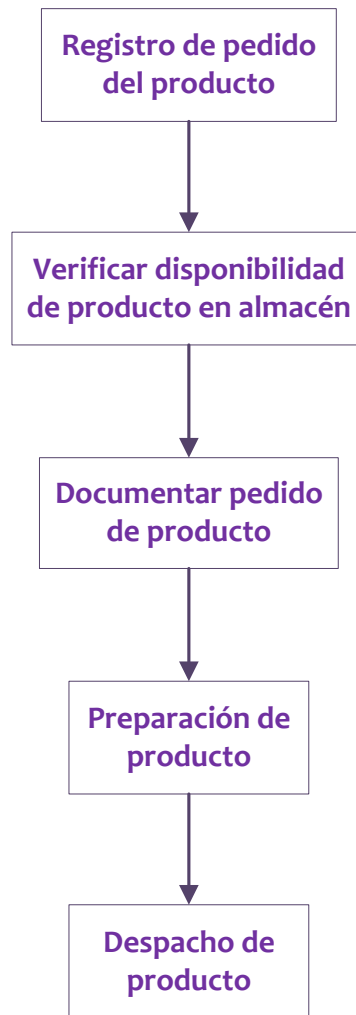 Registro de pedido
del producto
Verificar disponibilidad
de producto en almacén
Documentar pedido
de producto
Preparación de
producto
Despacho de
producto